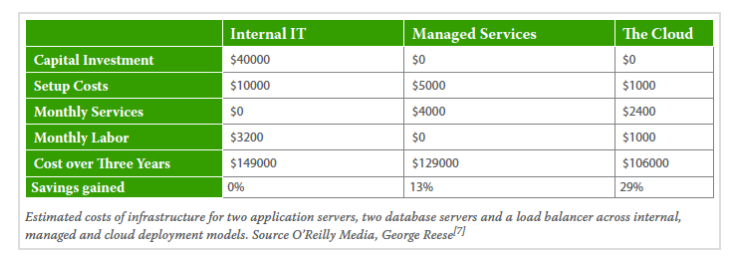 Internal IT Managed Services The Cloud
Capital Investment $40000 $0 $0
Setup Costs $10000 $5000 $1000
Monthly Services $0 $4000 $2400
Monthly Labor $3200 $0 $1000
Cost over Three Years $149000 $129000 $106000
Savings gained 0% 13% 29%
Estimated costs of infrastructure for two application servers, two database servers and a load balancer across internal,
managed and cloud deployment models. Source O'Reilly Media, George Reese[7]